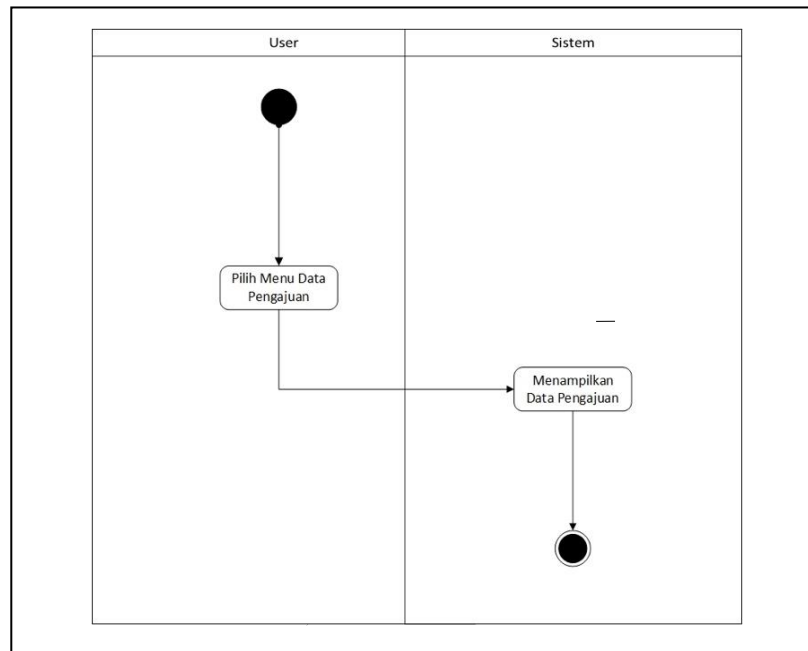 User
Sistem
Pilih Menu Data
Pengajuan
Menampilkan
Data Pengajuan